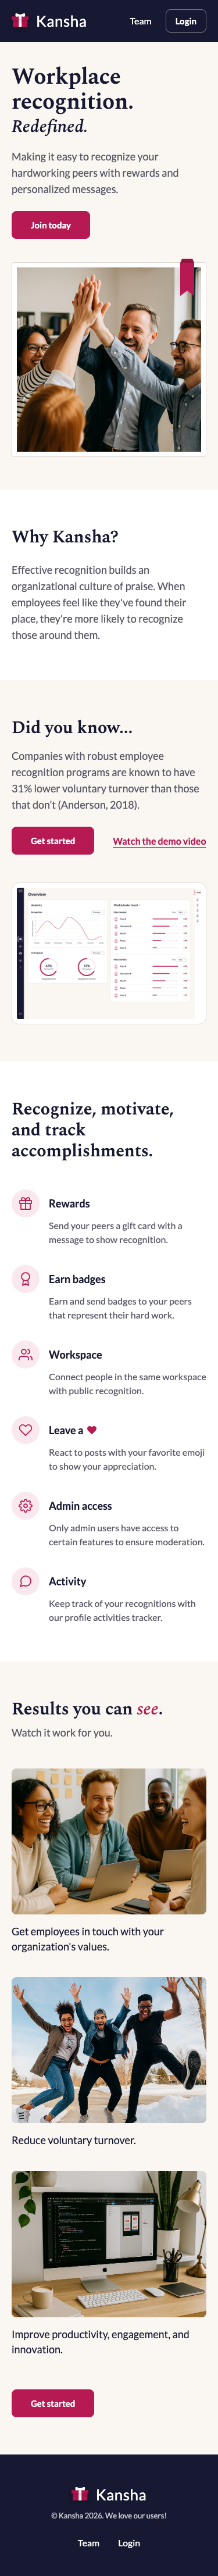 Kansha
Team
Login
Workplace
recognition.
Redefined.
Making it easy to recognize your
hardworking peers with rewards and
personalized messages.
Join today
Why Kansha?
Effective recognition builds an
organizational culture of praise. When
employees feel like they've found their
place, they're more likely to recognize
those around them.
Did you know...
Companies with robust employee
recognition programs are known to have
31% lower voluntary turnover than those
that don't (Anderson, 2018).
Get started
Watch the demo video
Overview
Recognize, motivate,
and track
accomplishments.
Rewards
Send your peers a gift card with a
message to show recognition.
Earn badges
Earn and send badges to your peers
that represent their hard work.
Workspace
Connect people in the same workspace
with public recognition.
Leave a
React to posts with your favorite emoji
to show your appreciation.
Admin access
Only admin users have access to
certain features to ensure moderation.
Activity
Keep track of your recognitions with
our profile activities tracker.
Results you can see.
Watch it work for you.
Get employees in touch with your
organization's values.
Reduce voluntary turnover.
Improve productivity, engagement, and
innovation.
Get started
Kansha
© Kansha 2026. We love our users!
Team
Login